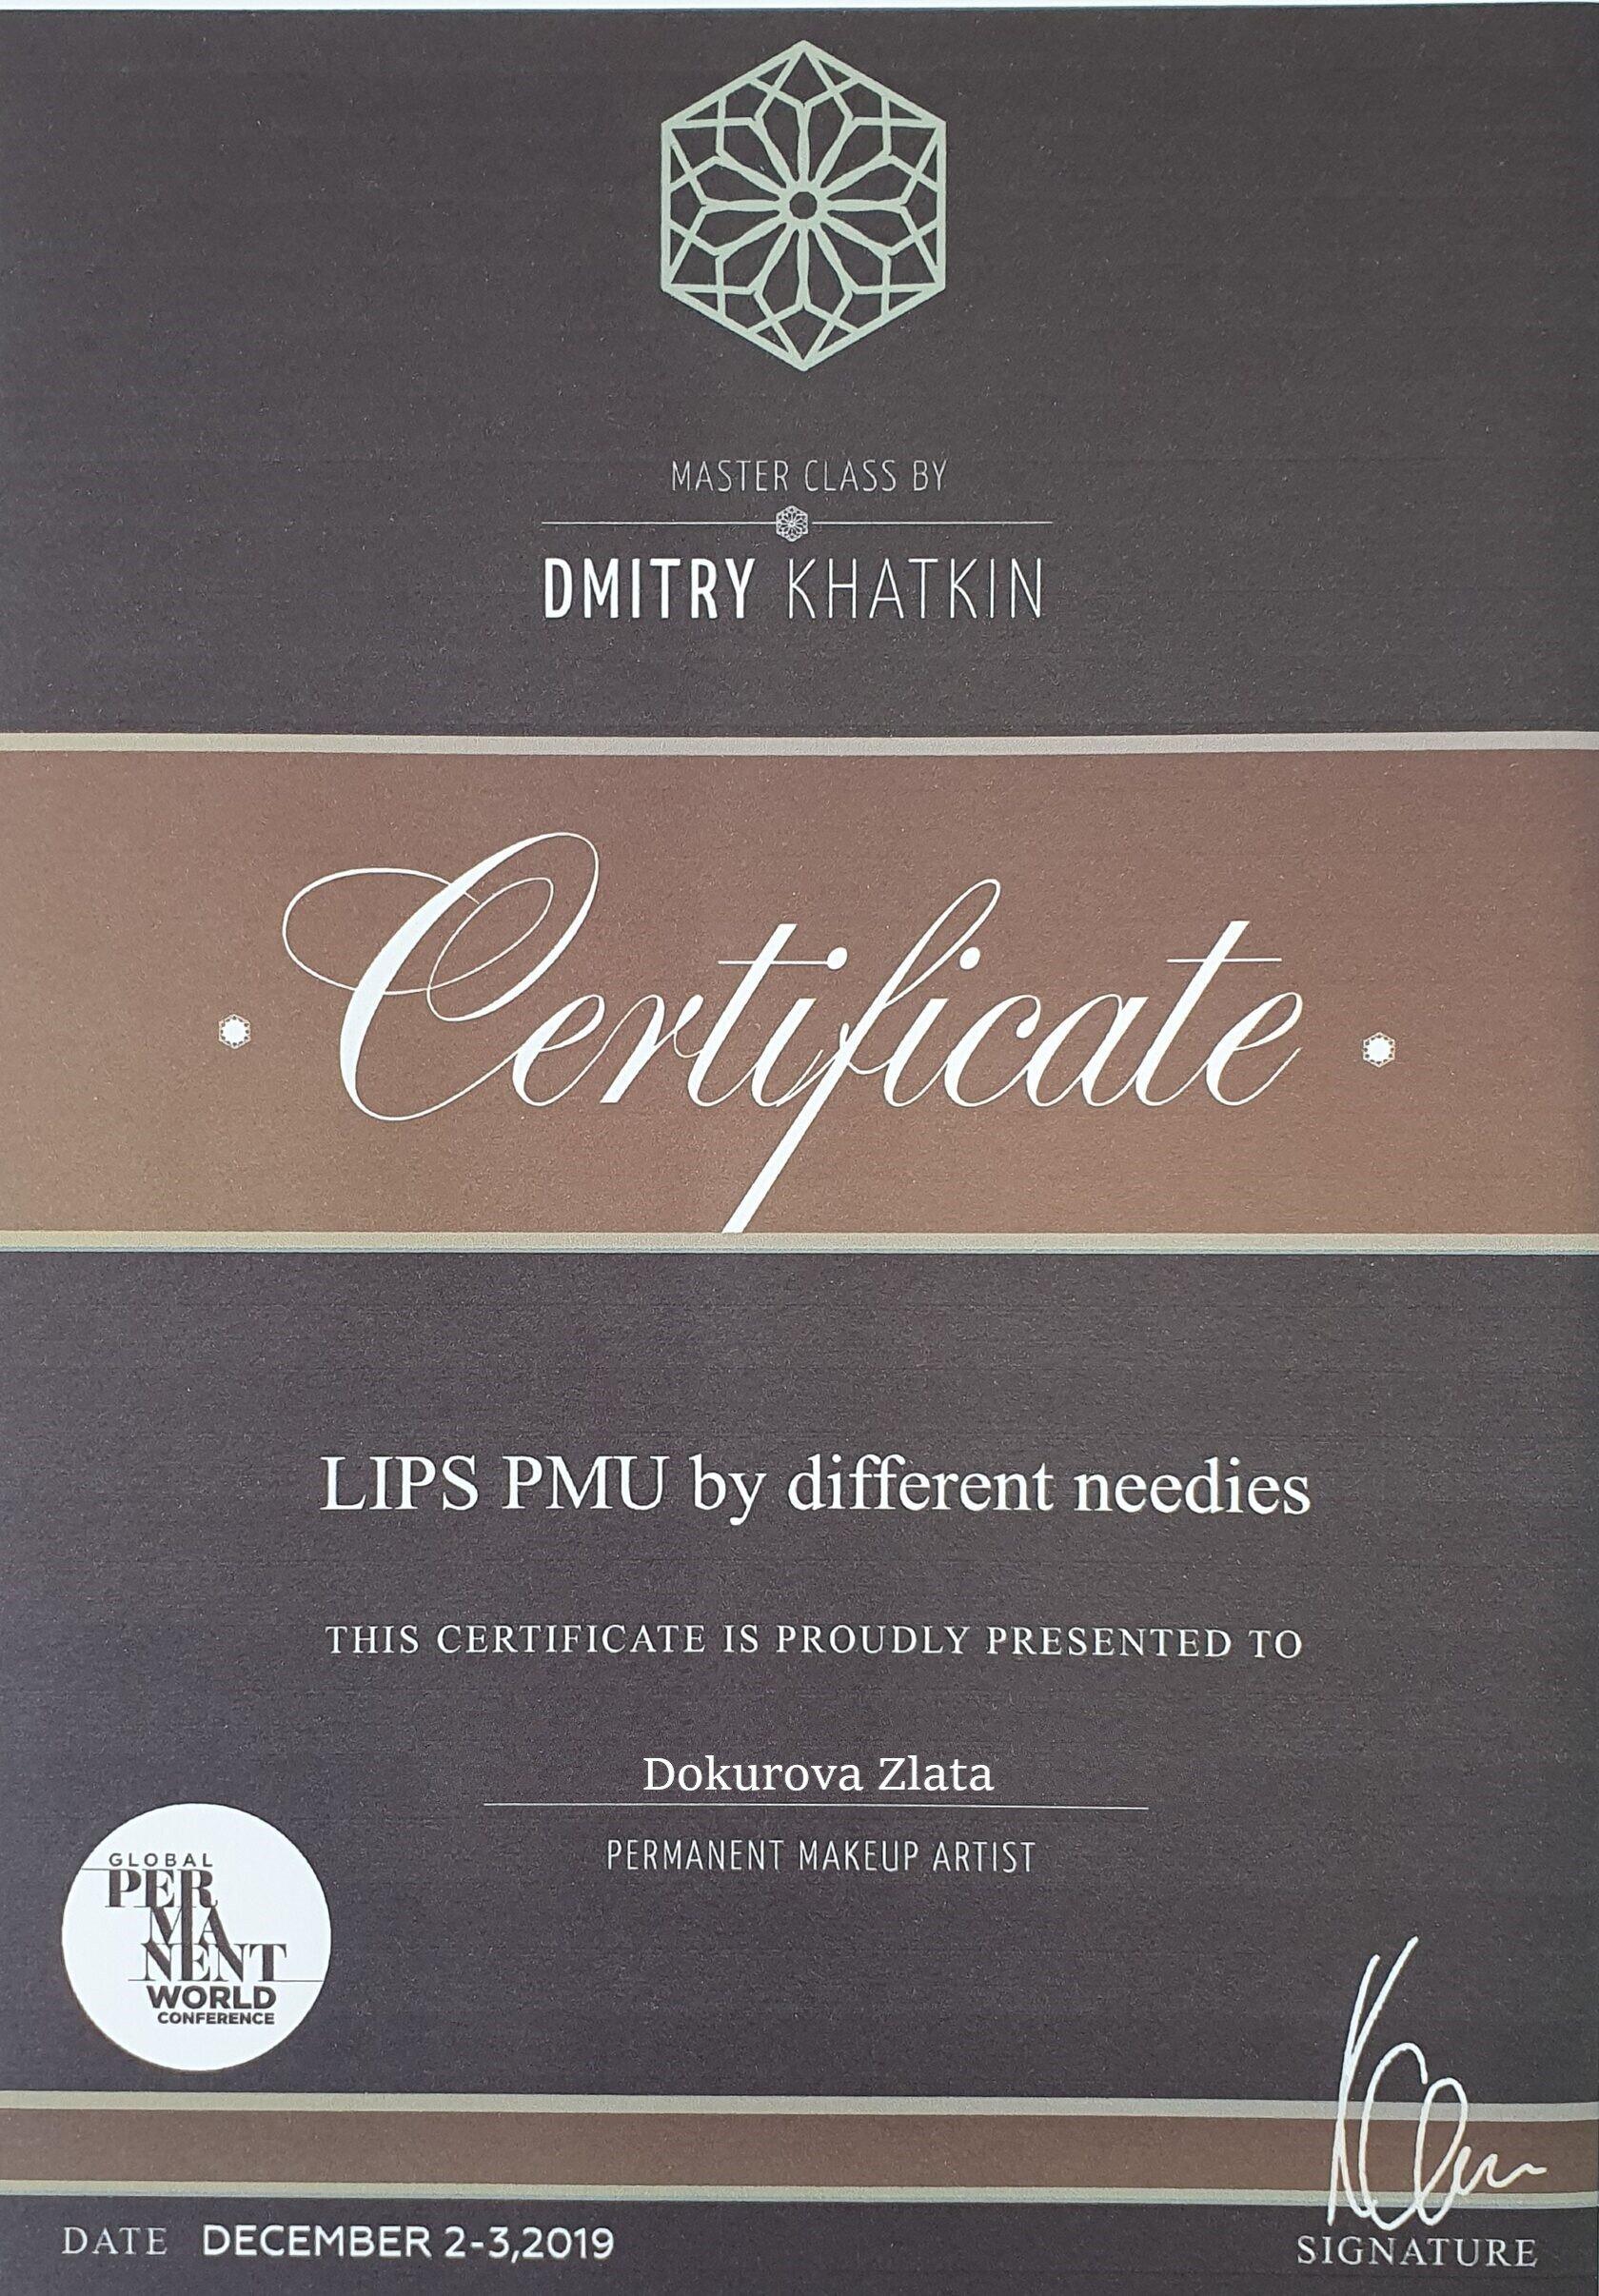 MASTER CLASS BY
DMITRY KHATKIN
Certificate
LIPS PMU by different needies
THIS CERTIFICATE IS PROUDLY PRESENTED TO
Dokurova Zlata
PERMANENT MAKEUP ARTIST
GLOBAL
PER
MA
NENT
WORLD
CONFERENCE
DATE DECEMBER 2-3,2019
SIGNATURE